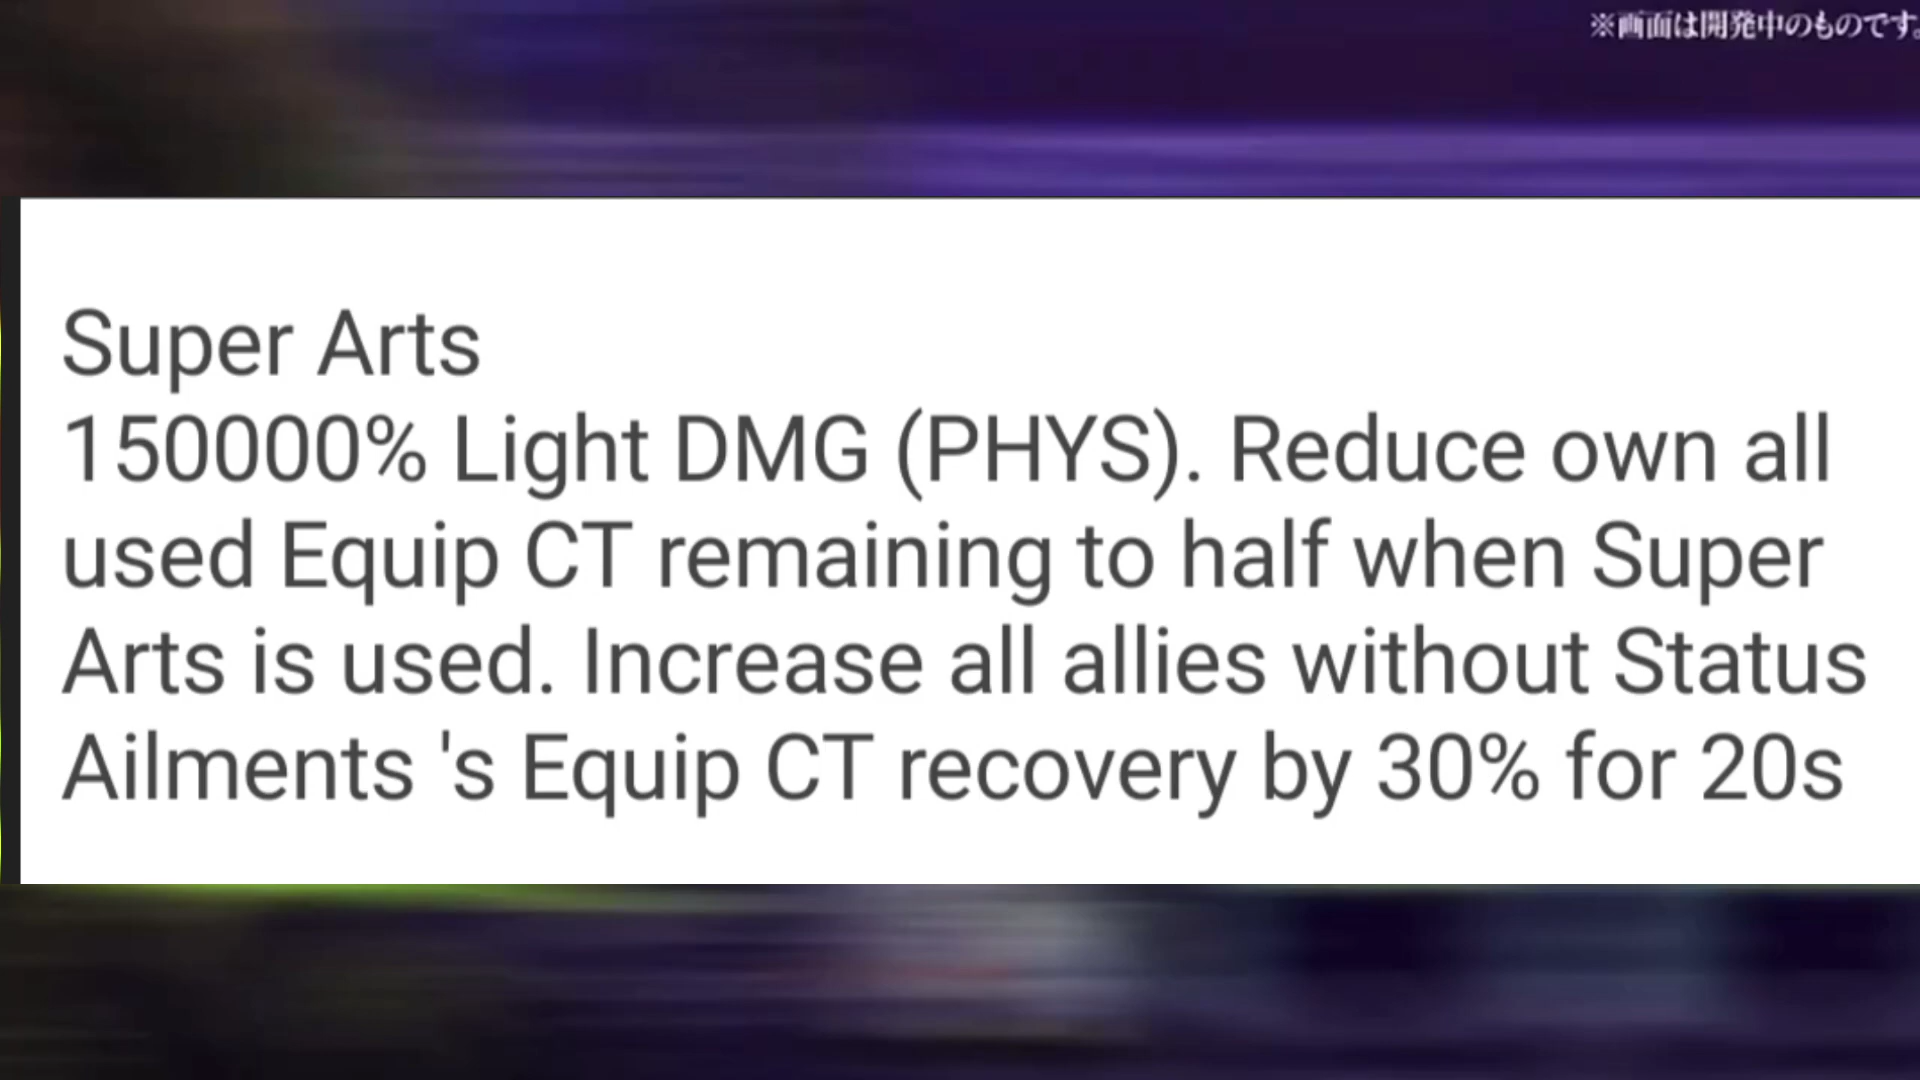 ※画面は開発中のものです。
Super Arts
150000% Light DMG (PHYS). Reduce own all
used Equip CT remaining to half when Super
Arts is used. Increase all allies without Status
Ailments 's Equip CT recovery by 30% for 20s